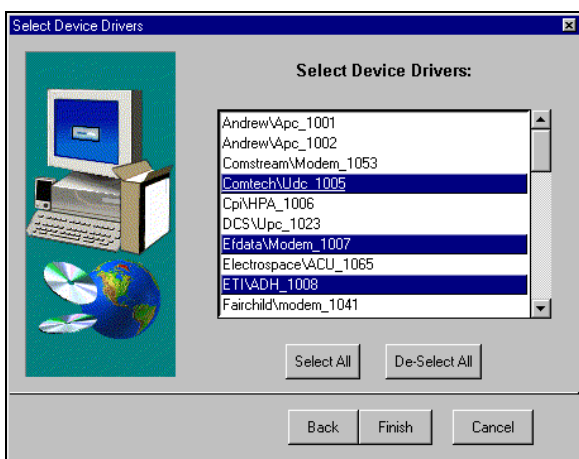 Select Device Drivers
Select Device Drivers:
Andrew\Apc_1001
Andrew\Apc_1002
Comstream\Modem_1053
Comtech\Udc_1005
Cpi\HPA_1006
DCS\Upc_1023
Efdata\Modem_1007
Electrospace\ACU_1065
ETI\ADH_1008
Fairchild\modem_1041
Select All
De-Select All
Back
Finish
Cancel